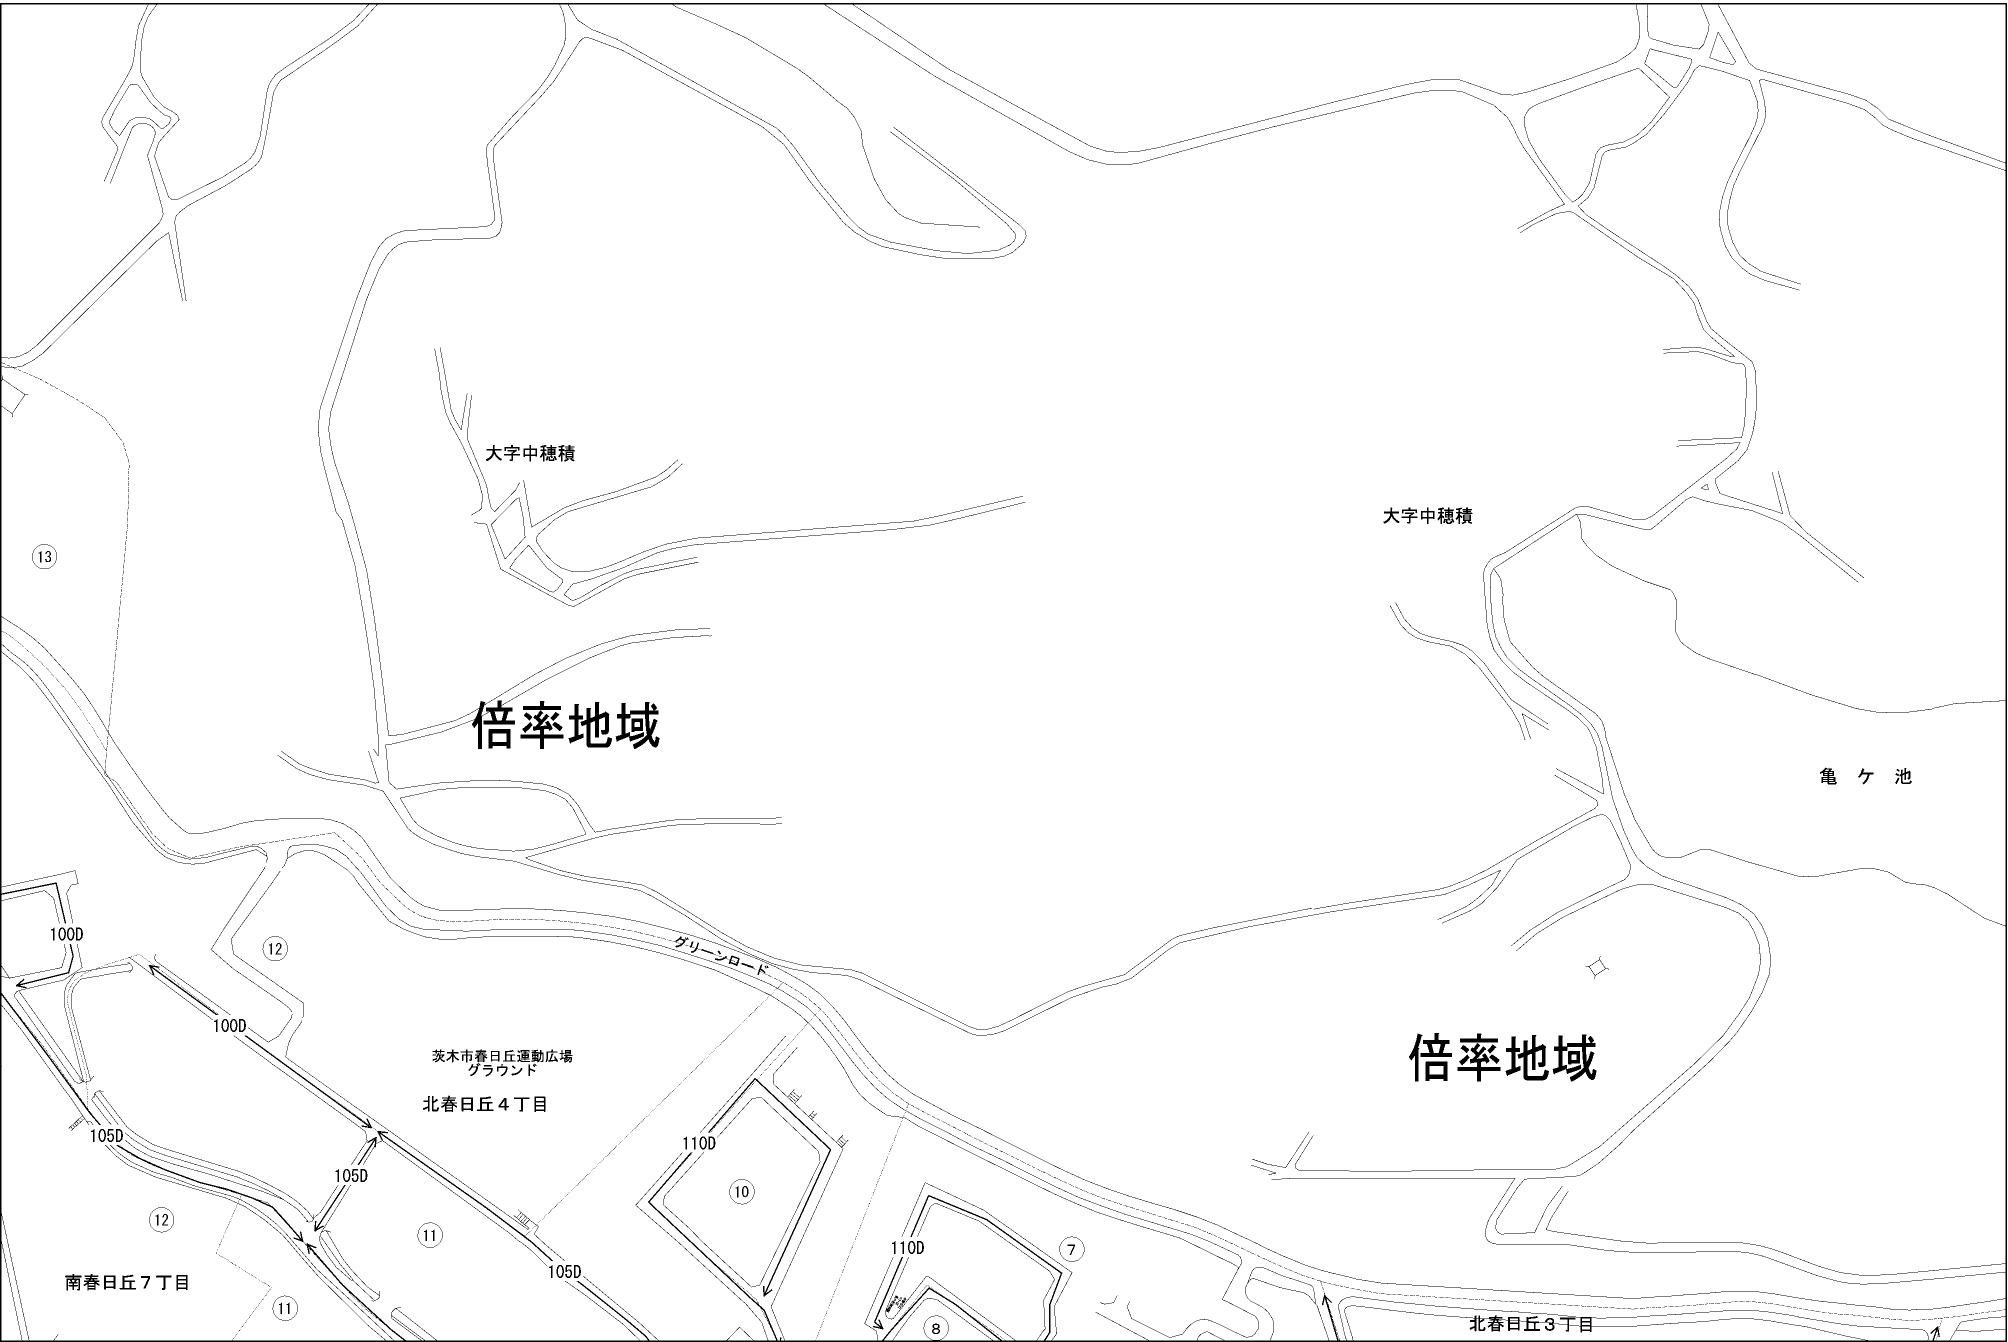 大字中穂積
大字中穂積
13
倍率地域
亀ケ池
100D
12
グリーンロード
100D
茨木市春日丘運動広場
グラウンド
倍率地域
北春日丘４丁目
105D
110D
105D
10
12
11
110D
7
105D
南春日丘７丁目
11
8
北春日丘３丁目